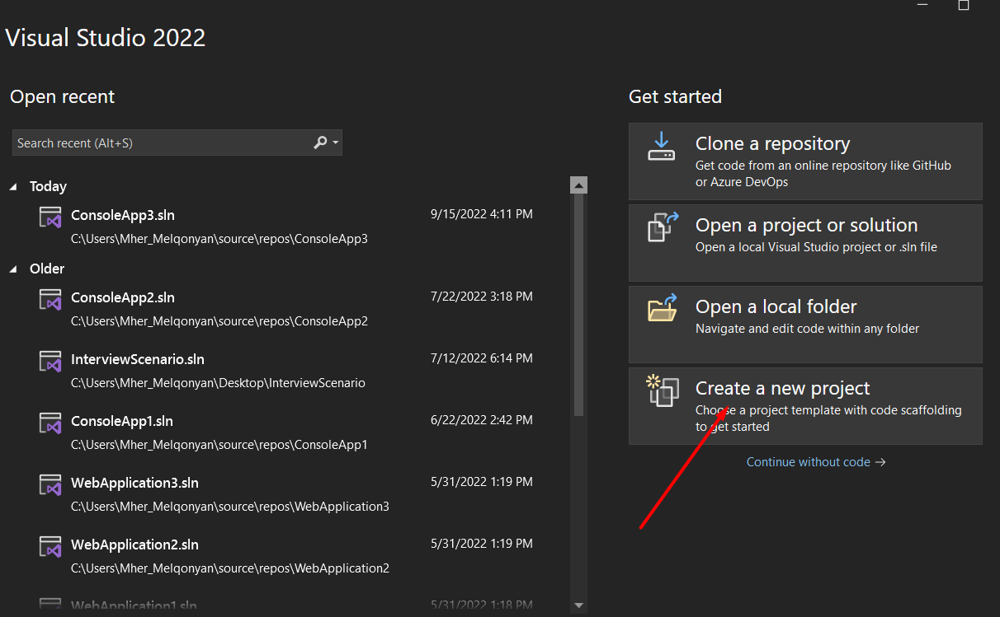 Visual Studio 2022
Open recent
Search recent (Alt+S)
Today
ConsoleApp3.sln
9/15/2022 4:11 PM
C:\Users\Mher_Melqonyan\source\repos\ConsoleApp3
Older
ConsoleApp2.sln
7/22/2022 3:18 PM
C:\Users\Mher_Melqonyan\source\repos\ConsoleApp2
InterviewScenario.sln
7/12/2022 6:14 PM
C:\Users\Mher_Melqonyan\Desktop\InterviewScenario
ConsoleApp1.sln
6/22/2022 2:42 PM
C:\Users\Mher_Melqonyan\source\repos\ConsoleApp1
WebApplication3.sln
5/31/2022 1:19 PM
C:\Users\Mher_Melqonyan\source\repos\WebApplication3
WebApplication2.sln
5/31/2022 1:19 PM
C:\Users\Mher_Melqonyan\source\repos\WebApplication2
WebApplication1.sln
5/31/2022 1:18 PM
Get started
Clone a repository
Get code from an online repository like GitHub
or Azure DevOps
Open a project or solution
Open a local Visual Studio project or .sln file
Open a local folder
Navigate and edit code within any folder
Create a new project
Choose a project template with code scaffolding
to get started
Continue without code →